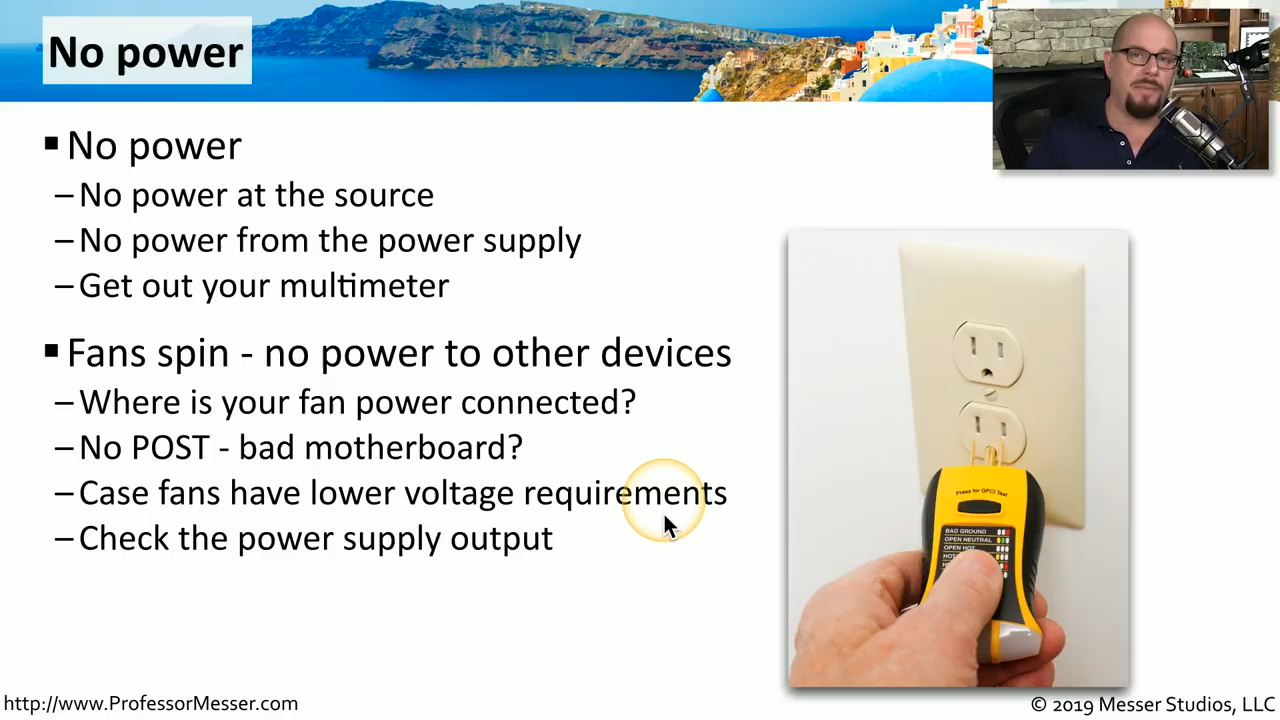 No power
▪ No power
– No power at the source
– No power from the power supply
– Get out your multimeter
▪ Fans spin - no power to other devices
– Where is your fan power connected?
– No POST - bad motherboard?
– Case fans have lower voltage requirements
– Check the power supply output
Press for GFCI Test
BAD GROUND
OPEN NEUTRAL
OPEN HOT
http://www.ProfessorMesser.com
© 2019 Messer Studios, LLC